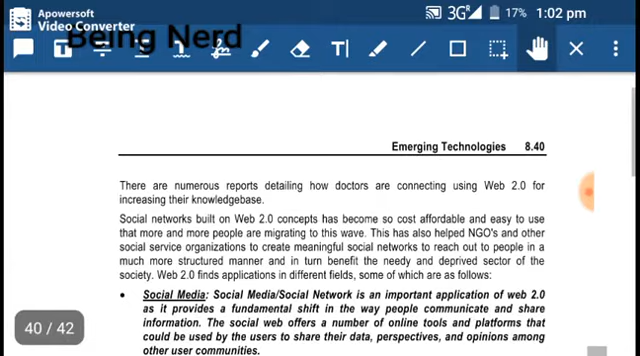 Apowersoft
Video Converter
3G R 17% 1:02 pm
Being Nerd
T T|
Emerging Technologies 8.40
There are numerous reports detailing how doctors are connecting using Web 2.0 for
increasing their knowledgebase.
Social networks built on Web 2.0 concepts has become so cost affordable and easy to use
that more and more people are migrating to this wave. This has also helped NGO's and other
social service organizations to create meaningful social networks to reach out to people in a
much more structured manner and in turn benefit the needy and deprived sector of the
society. Web 2.0 finds applications in different fields, some of which are as follows:
• Social Media: Social Media/Social Network is an important application of web 2.0
as it provides a fundamental shift in the way people communicate and share
information. The social web offers a number of online tools and platforms that
could be used by the users to share their data, perspectives, and opinions among
other user communities.
40 / 42